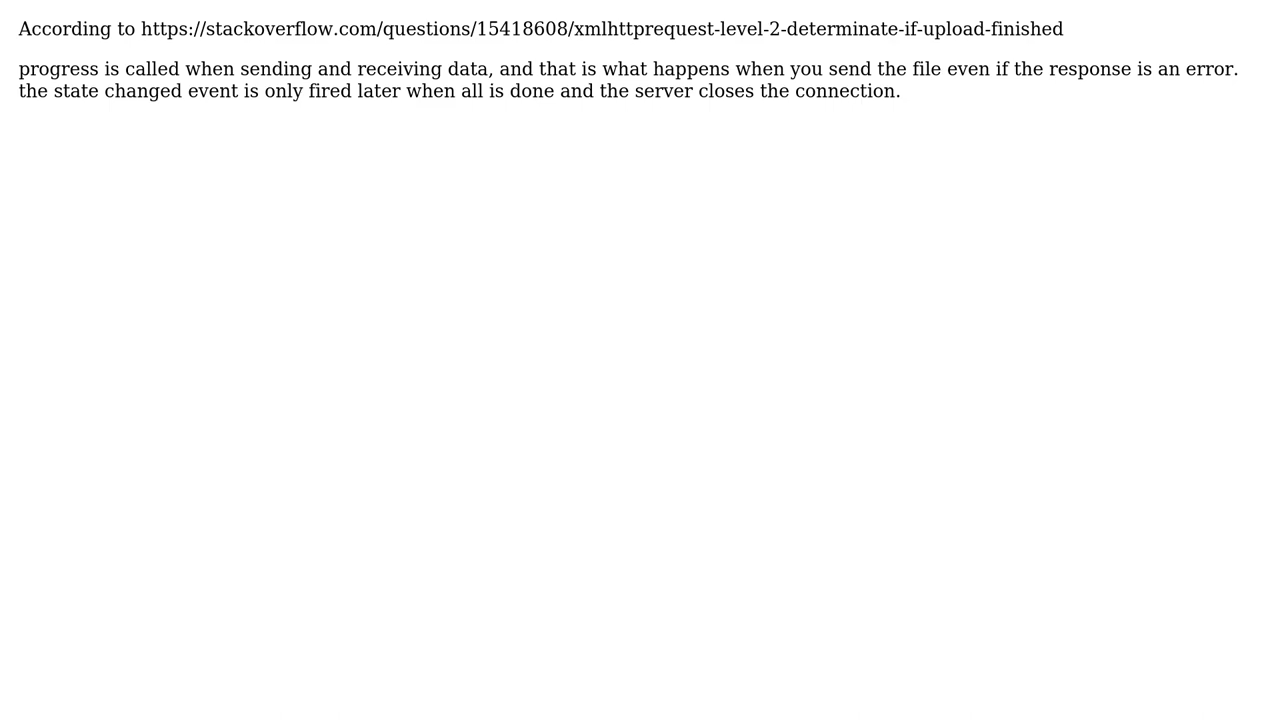 According to https://stackoverflow.com/questions/15418608/xmlhttprequest-level-2-determinate-if-upload-finished
progress is called when sending and receiving data, and that is what happens when you send the file even if the response is an error.
the state changed event is only fired later when all is done and the server closes the connection.